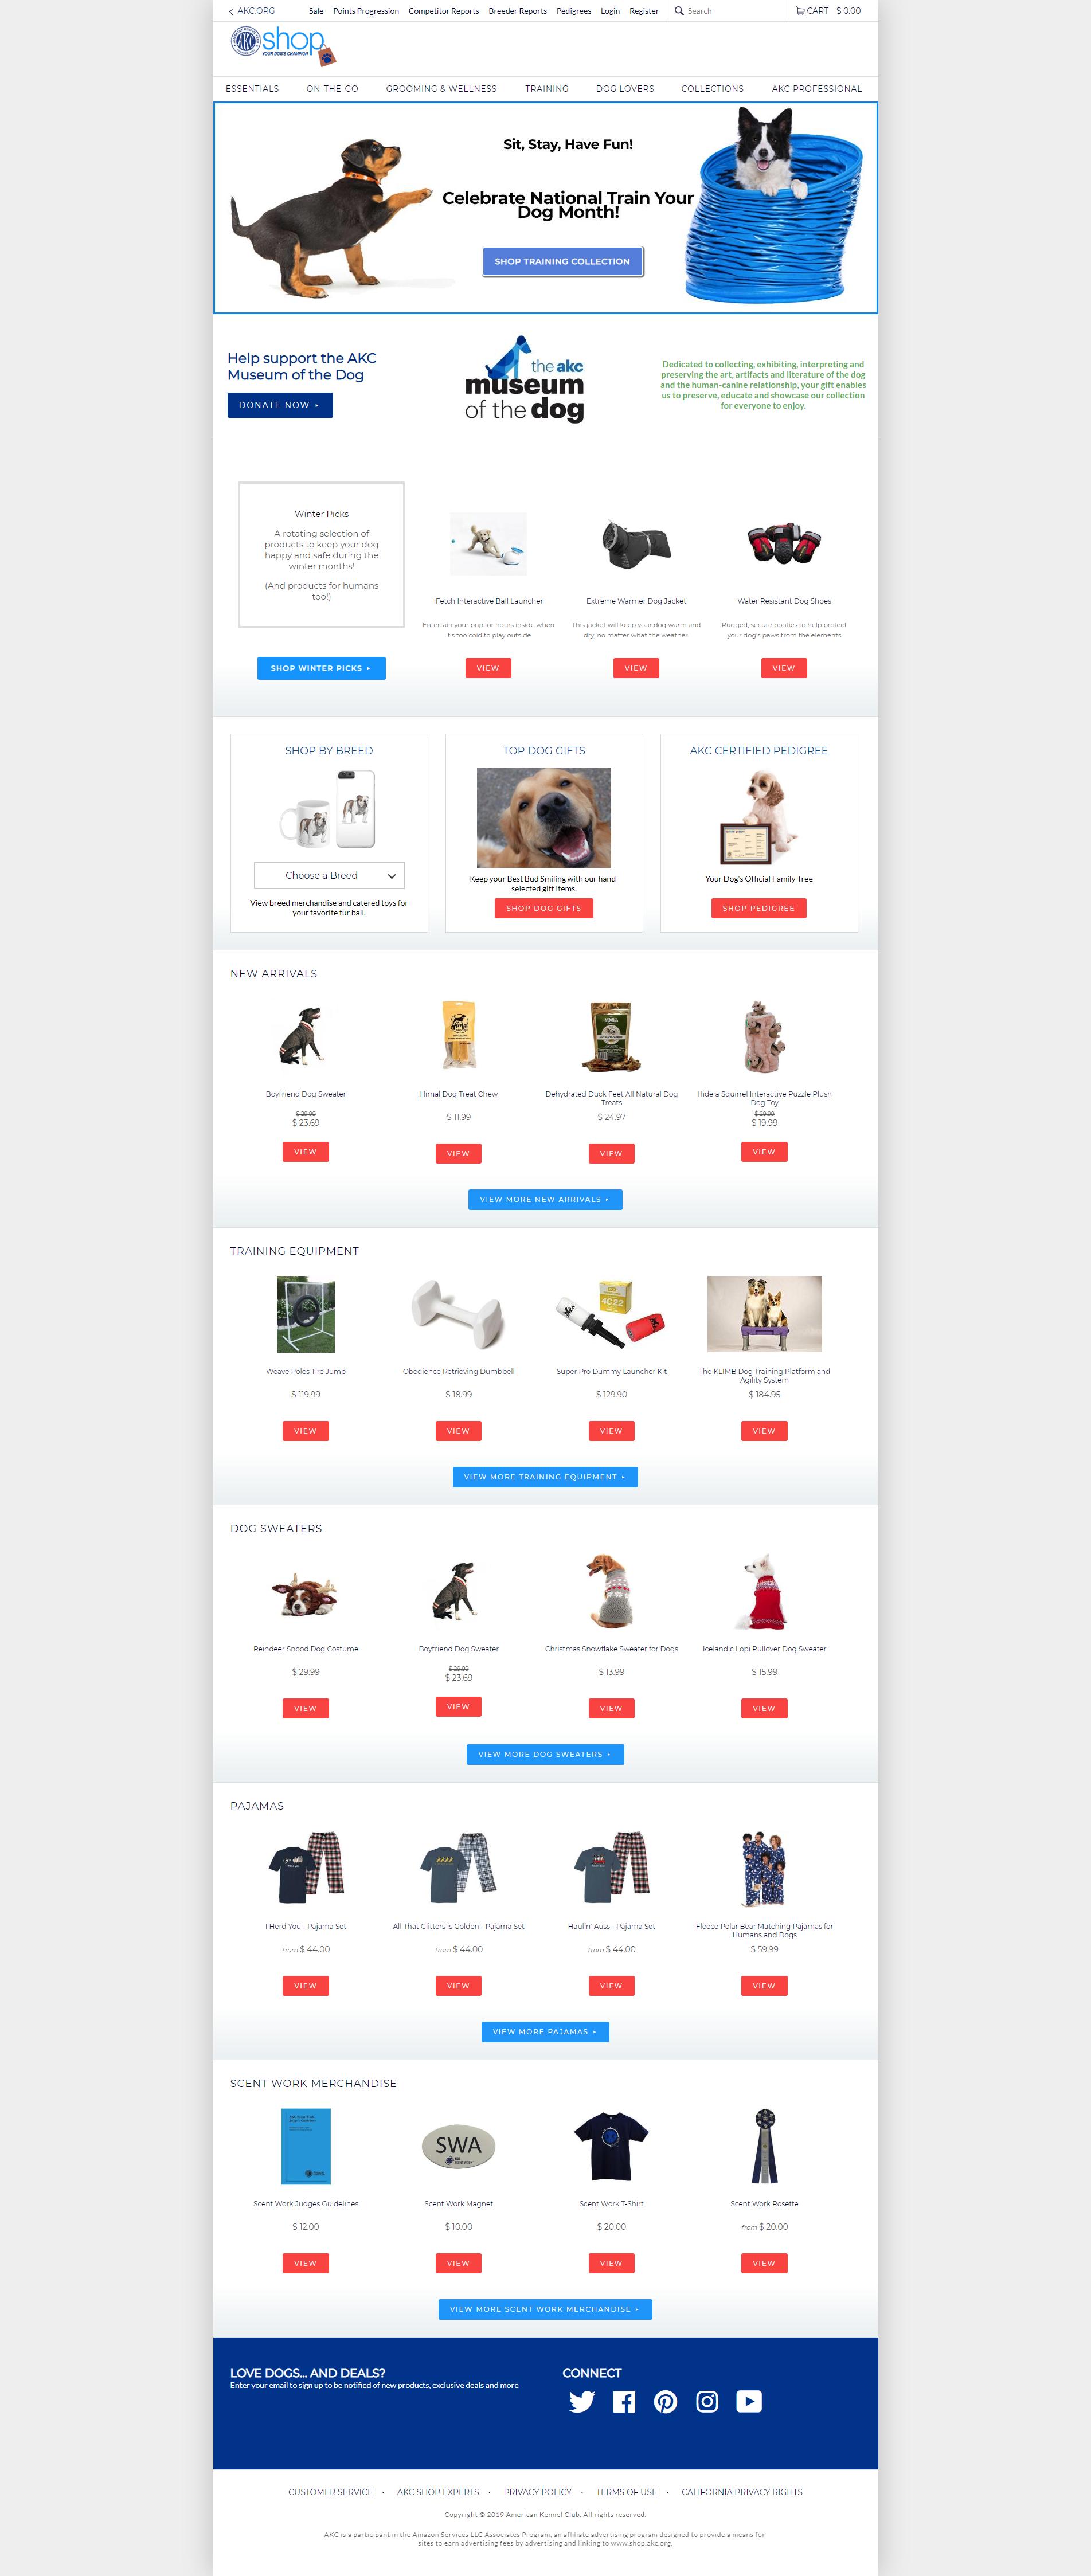 AKC.ORG
Sale Points Progression Competitor Reports Breeder Reports Pedigrees Login Register
Search
CART $ 0.00
AKC shop
YOUR DOG'S CHAMPION
ESSENTIALS ON-THE-GO GROOMING & WELLNESS TRAINING DOG LOVERS COLLECTIONS AKC PROFESSIONAL
Sit, Stay, Have Fun!
Celebrate National Train Your
Dog Month!
SHOP TRAINING COLLECTION
Help support the AKC
Museum of the Dog
DONATE NOW
the akc
museum
of the dog
Dedicated to collecting, exhibiting, interpreting and
preserving the art, artifacts and literature of the dog
and the human-canine relationship, your gift enables
us to preserve, educate and showcase our collection
for everyone to enjoy.
Winter Picks
A rotating selection of
products to keep your dog
happy and safe during the
winter months!
(And products for humans
too!)
SHOP WINTER PICKS
iFetch Interactive Ball Launcher
Entertain your pup for hours inside when
it's too cold to play outside
VIEW
Extreme Warmer Dog Jacket
This jacket will keep your dog warm and
dry, no matter what the weather.
VIEW
Water Resistant Dog Shoes
Rugged, secure booties to help protect
your dog's paws from the elements
VIEW
SHOP BY BREED
Choose a Breed
View breed merchandise and catered toys for
your favorite fur ball.
TOP DOG GIFTS
Keep your Best Bud Smiling with our hand-
selected gift items.
SHOP DOG GIFTS
AKC CERTIFIED PEDIGREE
Your Dog's Official Family Tree
SHOP PEDIGREE
NEW ARRIVALS
Boyfriend Dog Sweater
$ 29.99
$ 23.69
VIEW
Himal Dog Treat Chew
$ 11.99
VIEW
Dehydrated Duck Feet All Natural Dog
Treats
$ 24.97
VIEW
Hide a Squirrel Interactive Puzzle Plush
Dog Toy
$ 29.99
$ 19.99
VIEW
VIEW MORE NEW ARRIVALS
TRAINING EQUIPMENT
Weave Poles Tire Jump
$ 119.99
VIEW
Obedience Retrieving Dumbbell
$ 18.99
VIEW
4C22
Super Pro Dummy Launcher Kit
$ 129.90
VIEW
The KLIMB Dog Training Platform and
Agility System
$ 184.95
VIEW
VIEW MORE TRAINING EQUIPMENT
DOG SWEATERS
Reindeer Snood Dog Costume
$ 29.99
VIEW
Boyfriend Dog Sweater
$ 29.99
$ 23.69
VIEW
Christmas Snowflake Sweater for Dogs
$ 13.99
VIEW
Icelandic Lopi Pullover Dog Sweater
$ 15.99
VIEW
VIEW MORE DOG SWEATERS
PAJAMAS
I Herd You - Pajama Set
from $ 44.00
VIEW
All That Glitters is Golden - Pajama Set
from $ 44.00
VIEW
Haulin' Auss - Pajama Set
from $ 44.00
VIEW
Fleece Polar Bear Matching Pajamas for
Humans and Dogs
$ 59.99
VIEW
VIEW MORE PAJAMAS
SCENT WORK MERCHANDISE
Scent Work Judges Guidelines
$ 12.00
VIEW
SWA
Scent Work Magnet
$ 10.00
VIEW
Scent Work T-Shirt
$ 20.00
VIEW
Scent Work Rosette
from $ 20.00
VIEW
VIEW MORE SCENT WORK MERCHANDISE
LOVE DOGS... AND DEALS?
Enter your email to sign up to be notified of new products, exclusive deals and more
CONNECT
CUSTOMER SERVICE • AKC SHOP EXPERTS • PRIVACY POLICY • TERMS OF USE • CALIFORNIA PRIVACY RIGHTS
Copyright © 2019 American Kennel Club. All rights reserved.
AKC is a participant in the Amazon Services LLC Associates Program, an affiliate advertising program designed to provide a means for
sites to earn advertising fees by advertising and linking to www.shop.akc.org.